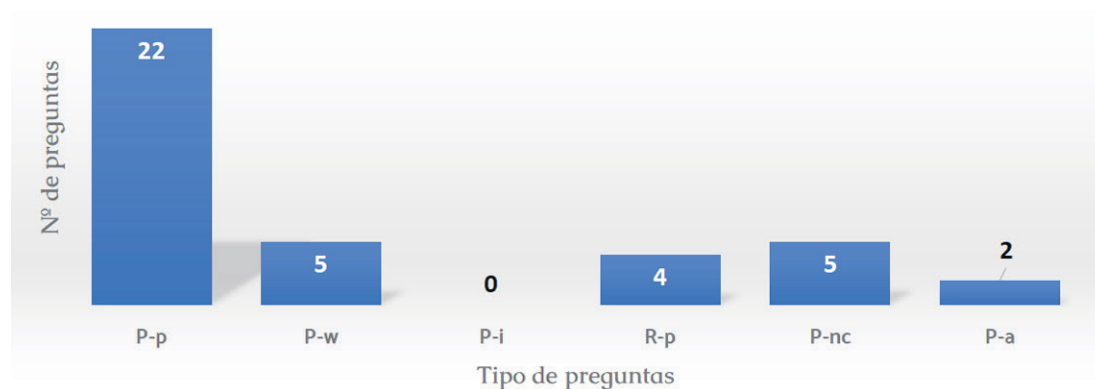 Nº de preguntas
22
5
0
4
5
2
P-p
P-w
P-i
R-p
P-nc
P-a
Tipo de preguntas